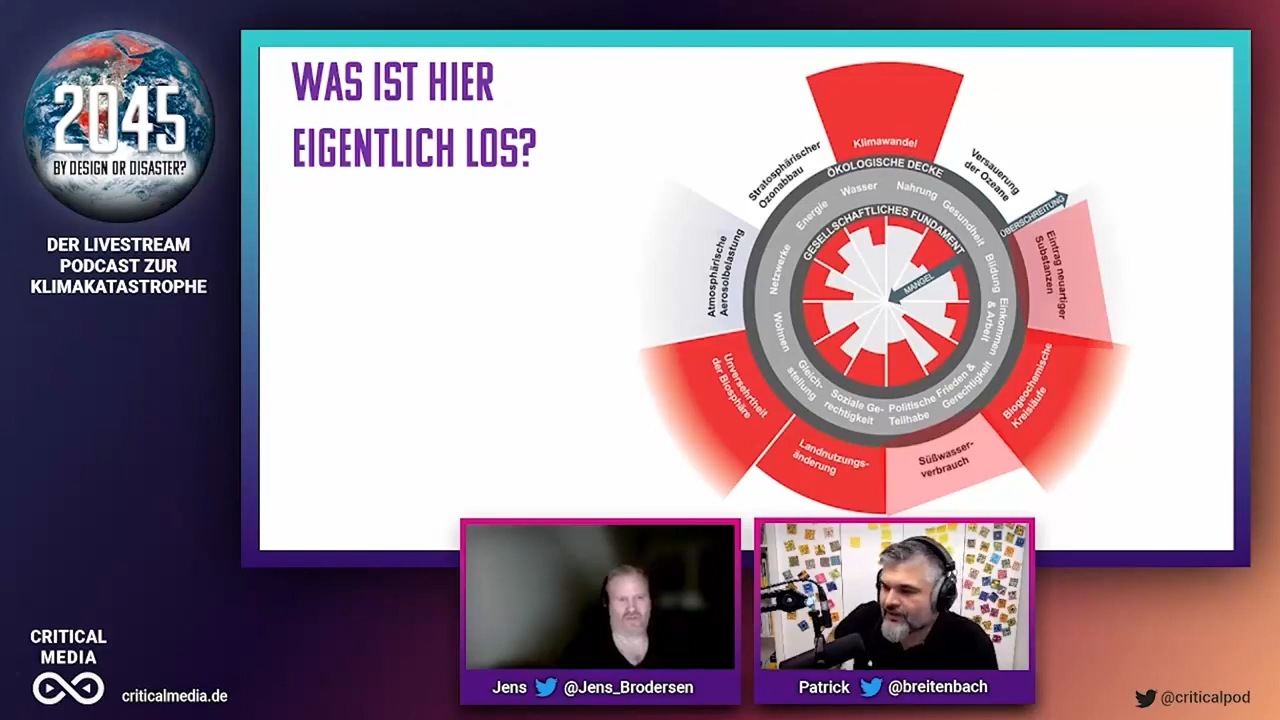 2045
BY DESIGN OR DISASTER?
DER LIVESTREAM
PODCAST ZUR
KLIMAKATASTROPHE
WAS IST HIER
EIGENTLICH LOS?
Klimawandel
Stratosphärischer
Ozonabbau
Versauerung
der Ozeane
ÖKOLOGISCHE DECKE
ÜBERSCHREITUNG
Energie
Wasser
Nahrung
Gesundheit
GESELLSCHAFTLICHES FUNDAMENT
MANGEL
Atmosphärische
Aerosolbelastung
Netzwerke
Bildung
Eintrag neuartiger
Substanzen
Wohnen
Einkommen
& Arbeit
Unversehrtheit
der Biosphäre
Gleich-
stellung
Soziale Ge-
rechtigkeit
Politische
Teilhabe
Frieden &
Gerechtigkeit
Biogeochemische
Kreisläufe
Landnutzungs-
änderung
Süßwasser-
verbrauch
CRITICAL
MEDIA
criticalmedia.de
Jens @Jens_Brodersen
Patrick @breitenbach
@criticalpod